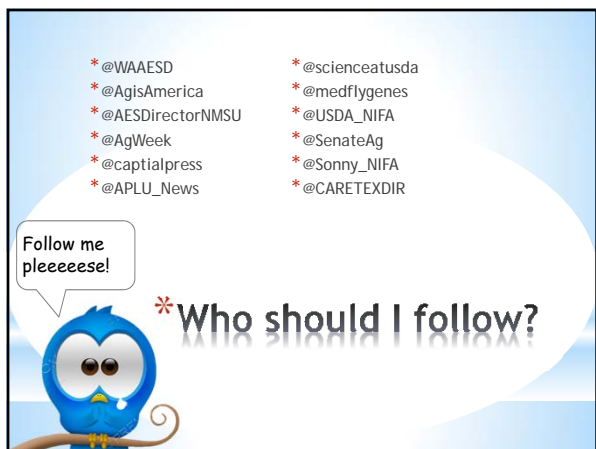 *@WAAESD
*@AgisAmerica
*@AESDirectorNMSU
*@AgWeek
*@captialpress
*@APLU_News
*@scienceatusda
*@medflygenes
*@USDA_NIFA
*@SenateAg
*@Sonny_NIFA
*@CARETEXDIR
Follow me
pleeeeese!
*Who should I follow?